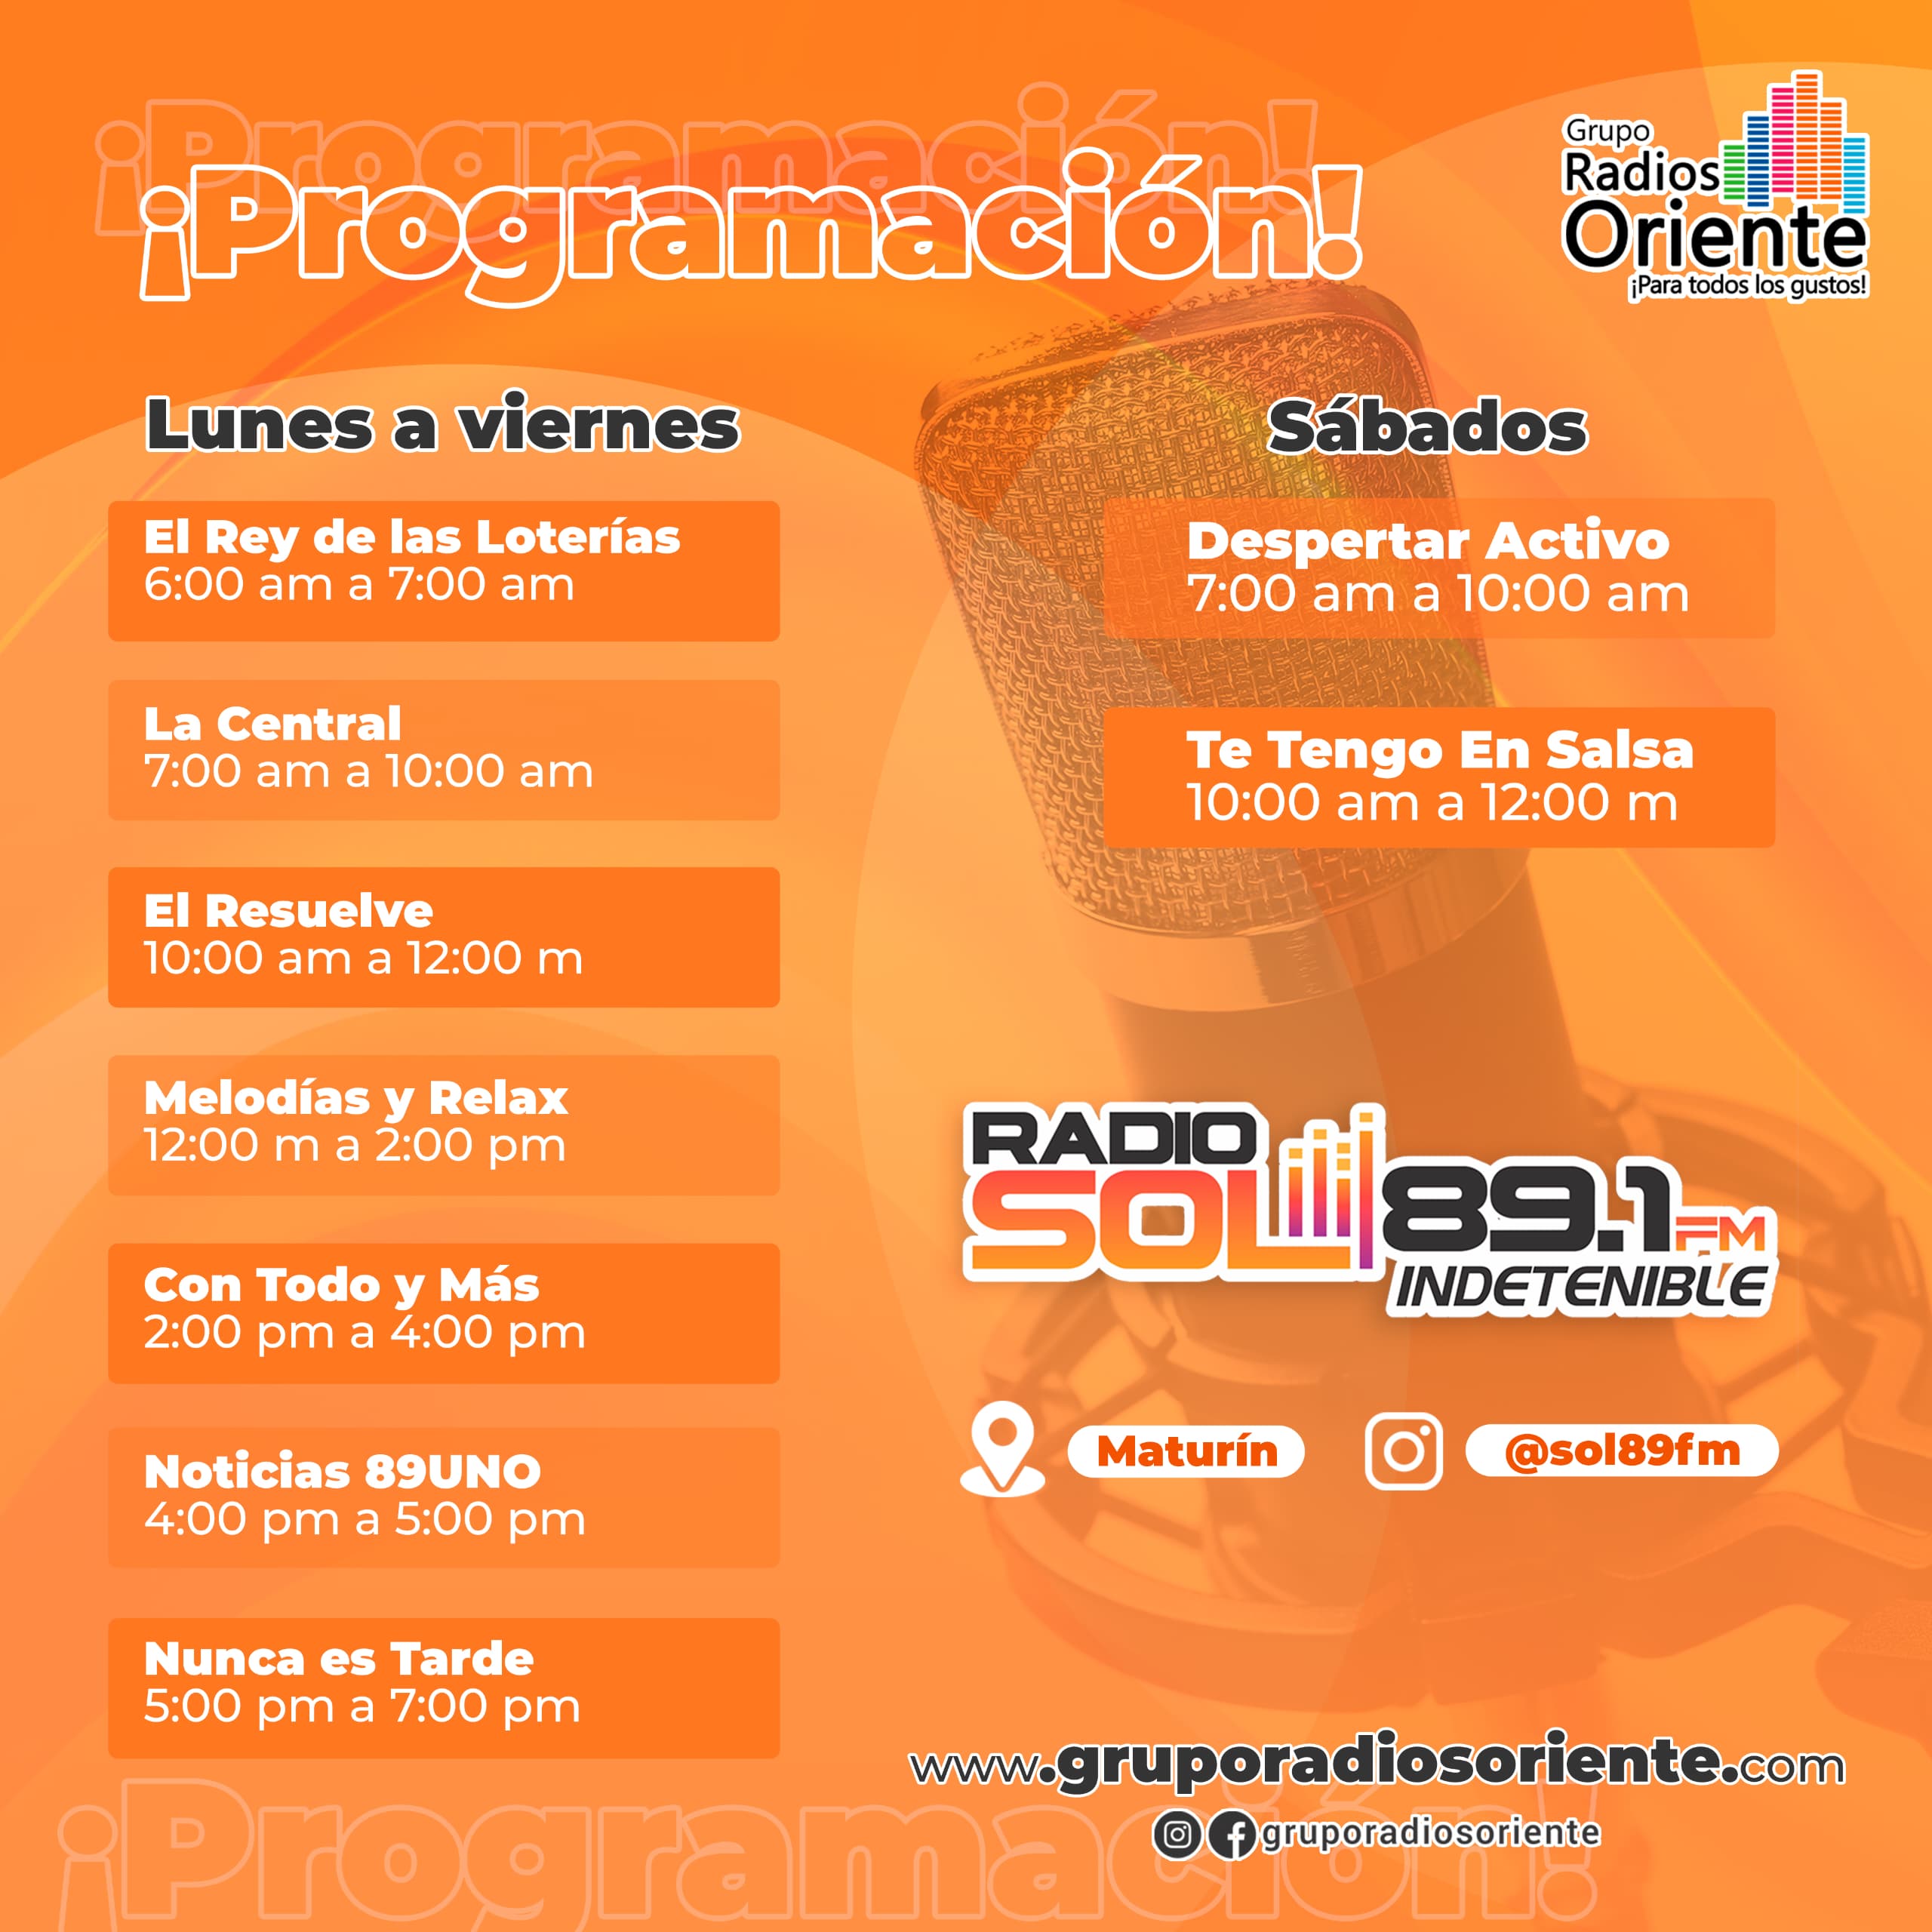 ¡Programación!
¡Programación!
Grupo
Radios
Oriente
¡Para todos los gustos!
Lunes a viernes
El Rey de las Loterías
6:00 am a 7:00 am
La Central
7:00 am a 10:00 am
El Resuelve
10:00 am a 12:00 m
Melodías y Relax
12:00 m a 2:00 pm
Con Todo y Más
2:00 pm a 4:00 pm
Noticias 89UNO
4:00 pm a 5:00 pm
Nunca es Tarde
5:00 pm a 7:00 pm
Sábados
Despertar Activo
7:00 am a 10:00 am
Te Tengo En Salsa
10:00 am a 12:00 m
RADIO
SOL 89.1 FM
INDETENIBLE
Maturín
@sol89fm
www.gruporadiosoriente.com
gruporadiosoriente
¡Programación!